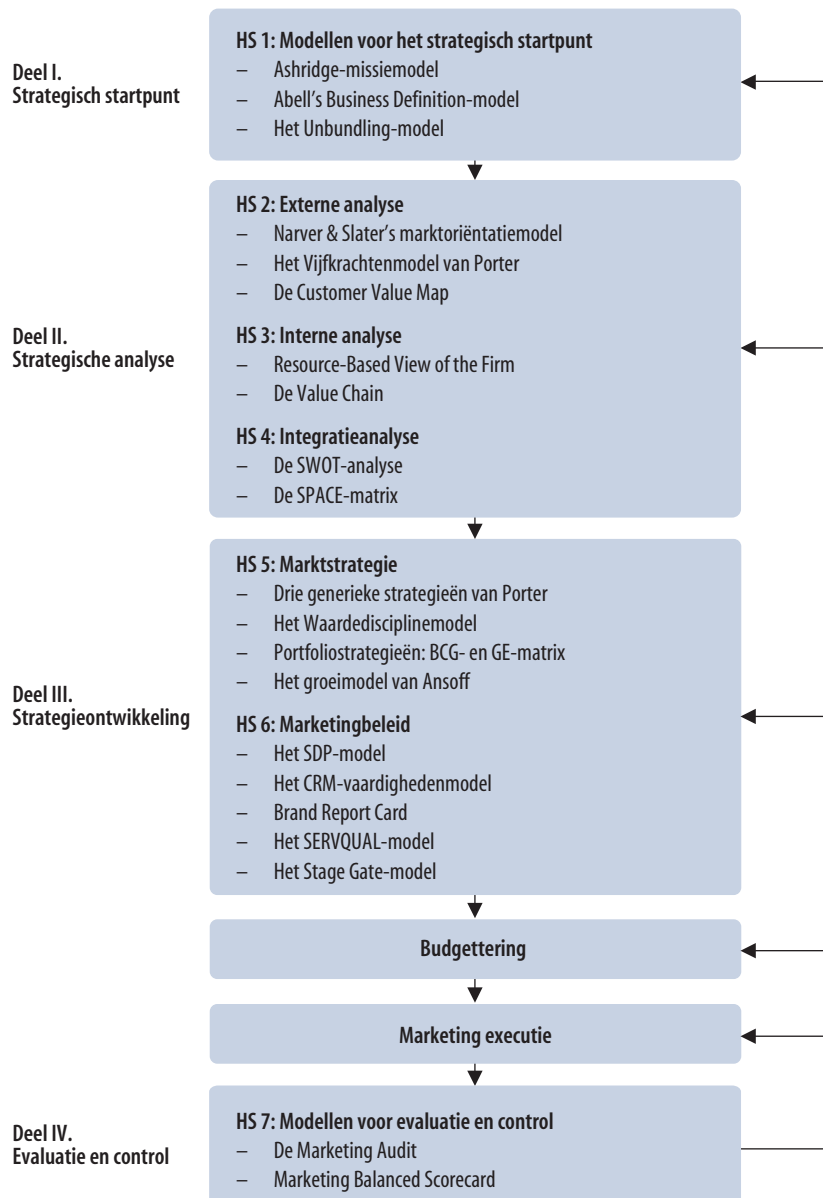 Deel I.
Strategisch startpunt
HS 1: Modellen voor het strategisch startpunt
– Ashridge-missiemodel
– Abell's Business Definition-model
– Het Unbundling-model
Deel II.
Strategische analyse
HS 2: Externe analyse
– Narver & Slater's marktoriëntatiemodel
– Het Vijfkrachtenmodel van Porter
– De Customer Value Map
HS 3: Interne analyse
– Resource-Based View of the Firm
– De Value Chain
HS 4: Integratieanalyse
– De SWOT-analyse
– De SPACE-matrix
Deel III.
Strategieontwikkeling
HS 5: Marktstrategie
– Drie generieke strategieën van Porter
– Het Waardedisciplinemodel
– Portfoliostrategieën: BCG- en GE-matrix
– Het groeimodel van Ansoff
HS 6: Marketingbeleid
– Het SDP-model
– Het CRM-vaardighedenmodel
– Brand Report Card
– Het SERVQUAL-model
– Het Stage Gate-model
Budgettering
Marketing executie
Deel IV.
Evaluatie en control
HS 7: Modellen voor evaluatie en control
– De Marketing Audit
– Marketing Balanced Scorecard